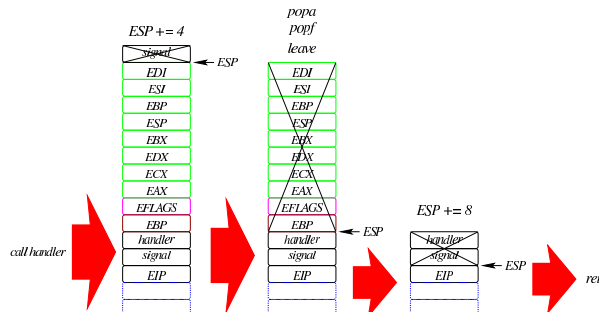 call handler
ESP += 4
signal
ESP
EDI
ESI
EBP
ESP
EBX
EDX
ECX
EAX
EFLAGS
EBP
handler
signal
EIP
popa
popf
leave
EDI
ESI
EBP
ESP
EBX
EDX
ECX
EAX
EFLAGS
EBP
ESP
handler
signal
EIP
ESP += 8
handler
signal
ESP
EIP